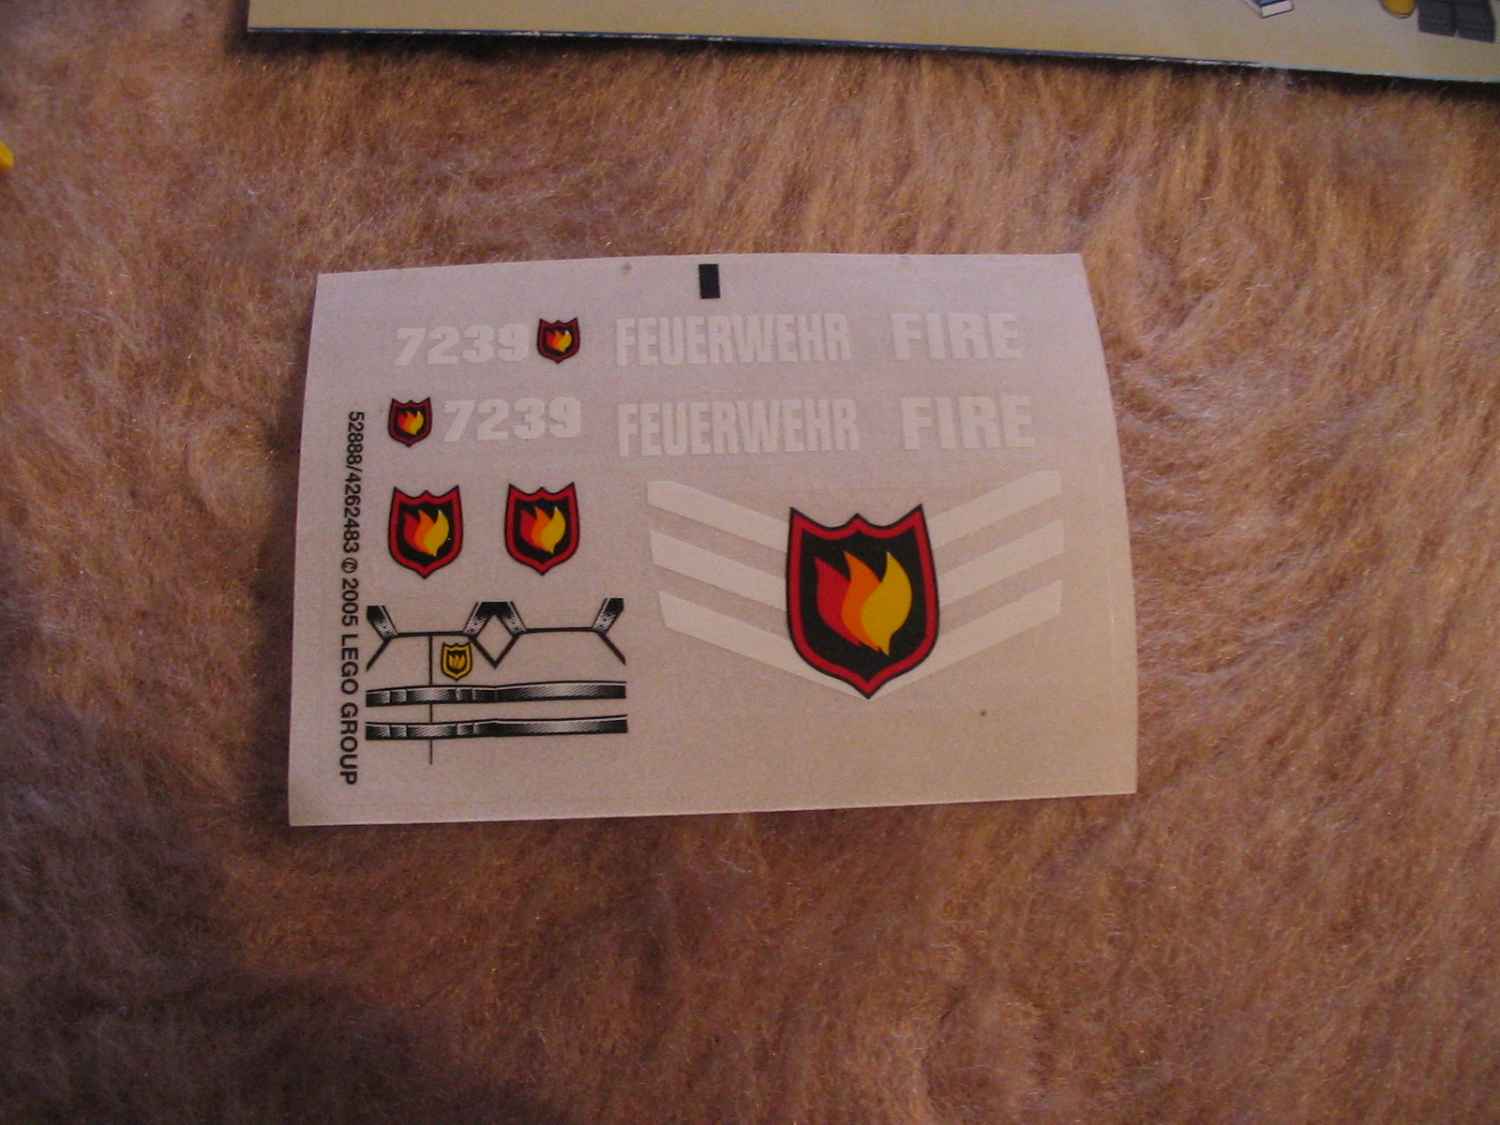 7239 FEUERWEHR FIRE
7239 FEUERWEHR FIRE
52888/4262483 © 2005 LEGO GROUP